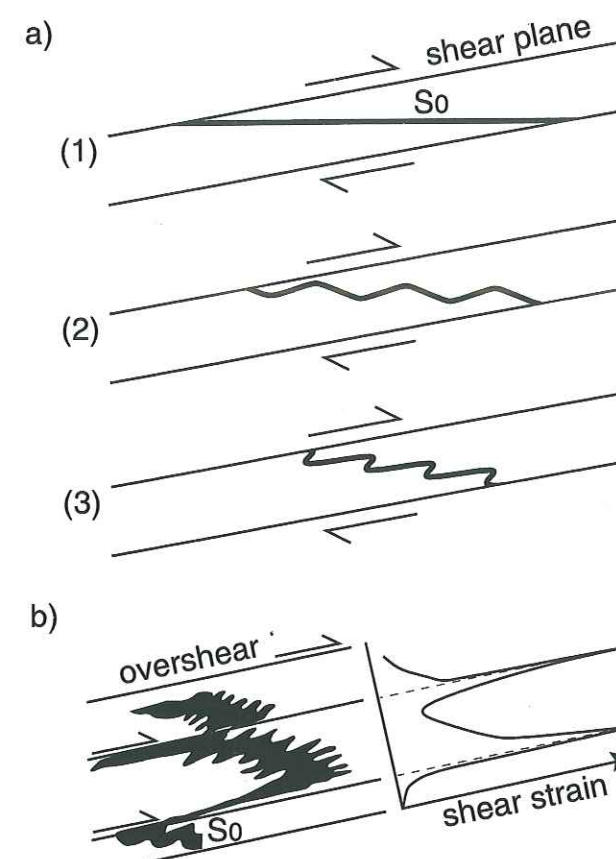 a)
shear plane
S0
(1)
(2)
(3)
b)
overshear
S0
shear strain